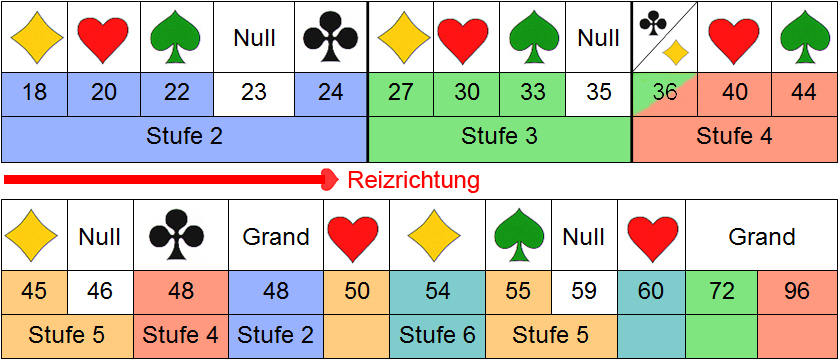 Null Null
18 20 22 23 24 27 30 33 35 36 40 44
Stufe 2 Stufe 3 Stufe 4
Reizrichtung
Null Grand Null Grand
45 46 48 48 50 54 55 59 60 72 96
Stufe 5 Stufe 4 Stufe 2 Stufe 6 Stufe 5